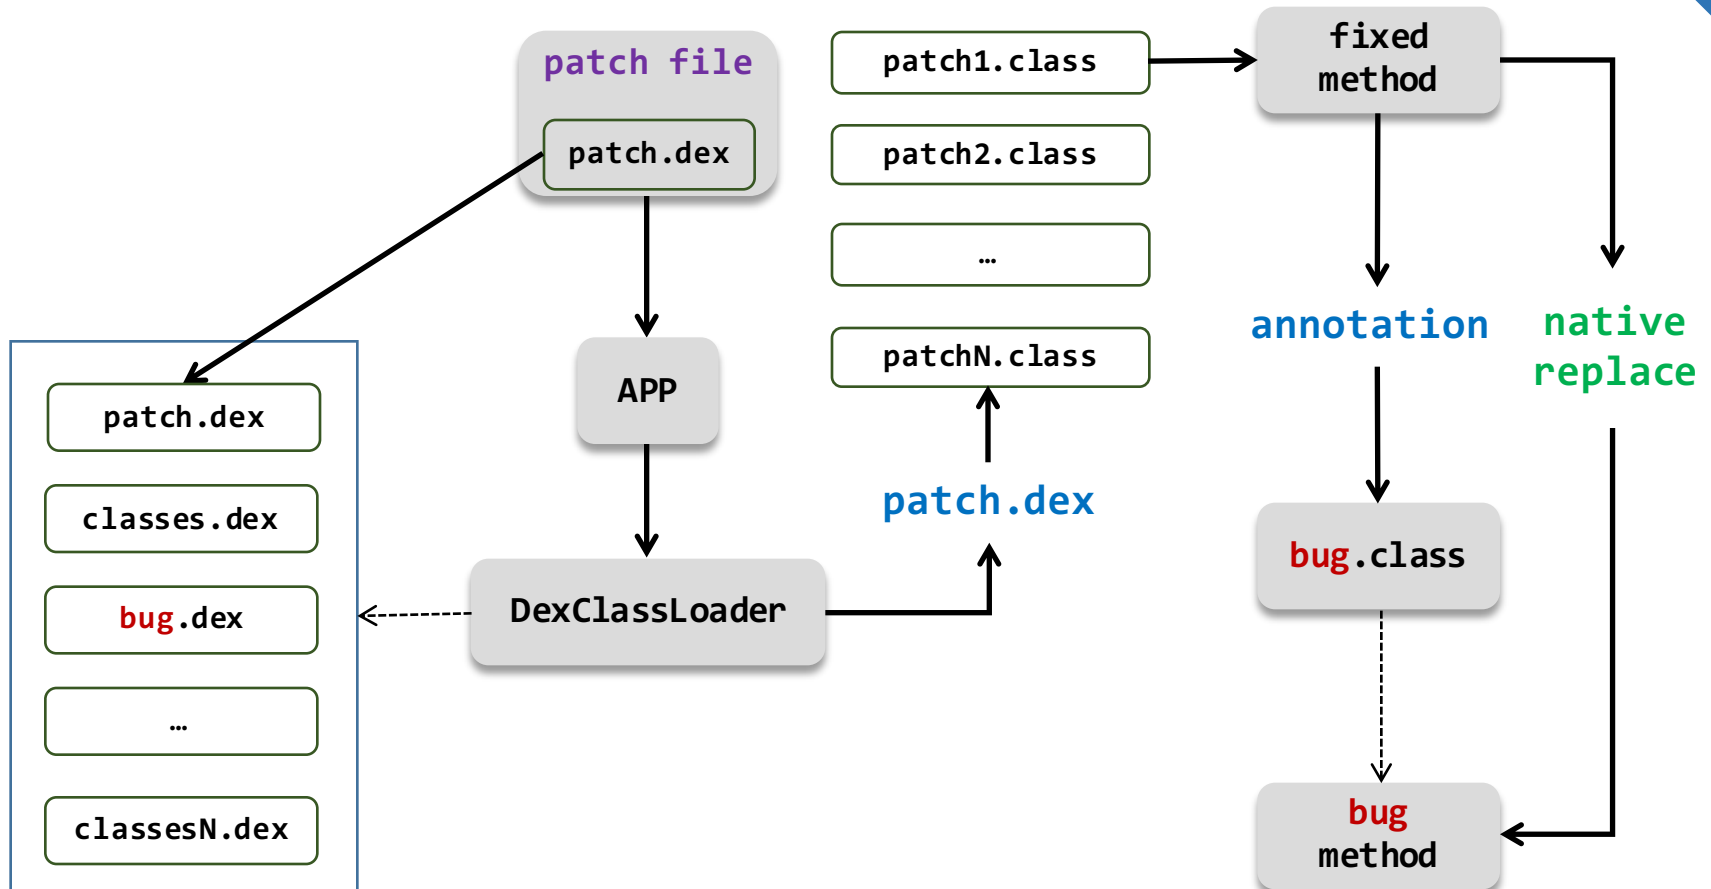 patch file
patch.dex
patch.dex
classes.dex
bug.dex
…
classesN.dex
APP
DexClassLoader
patch1.class
patch2.class
…
patchN.class
patch.dex
fixed
method
annotation
native
replace
bug.class
bug
method